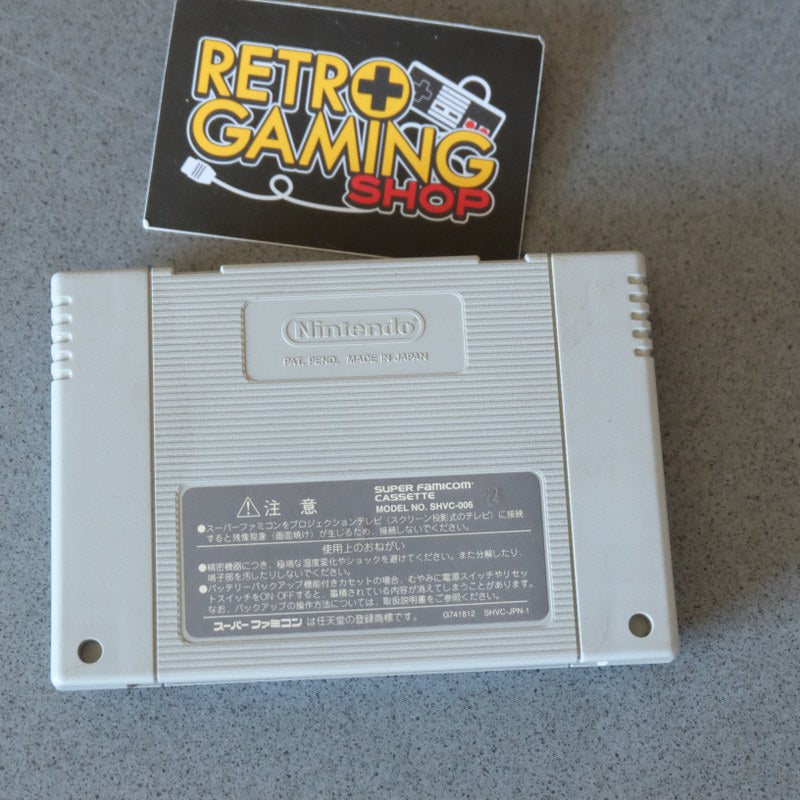 RETRO
GAMING
SHOP
Nintendo
PAT. PEND. MADE IN JAPAN
⚠注意
SUPER FAMICOM
CASSETTE
MODEL NO. SHVC-006
12
●スーパーファミコンをプロジェクションテレビ(スクリーン投影式のテレビ)に接続
すると残像現象(画面焼け)が生じるため、接続しないでください。
使用上のおねがい
●精密機器につき、極端な温度変化やショックを避けてください。また分解したり、
端子部を汚したりしないでください。
●バッテリーバックアップ機能付きカセットの場合、むやみに電源スイッチやリセッ
トスイッチをON・OFFすると、蓄積されている内容が消えてしまうことがあります。
なお、バックアップの操作方法については、取扱説明書をご参照ください。
スーパーファミコンは任天堂の登録商標です。
G741812 SHVC-JPN-1